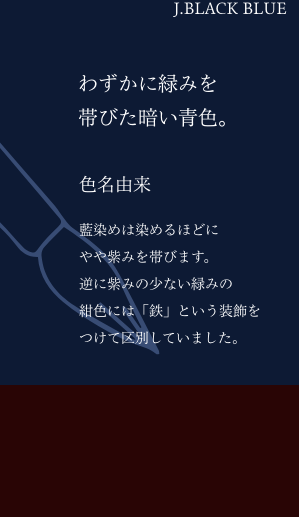 J.BLACK BLUE
わずかに緑みを
帯びた暗い青色。
色名由来
藍染めは染めるほどに
やや紫みを帯びます。
逆に紫みの少ない緑みの
紺色には「鉄」という装飾を
つけて区別していました。